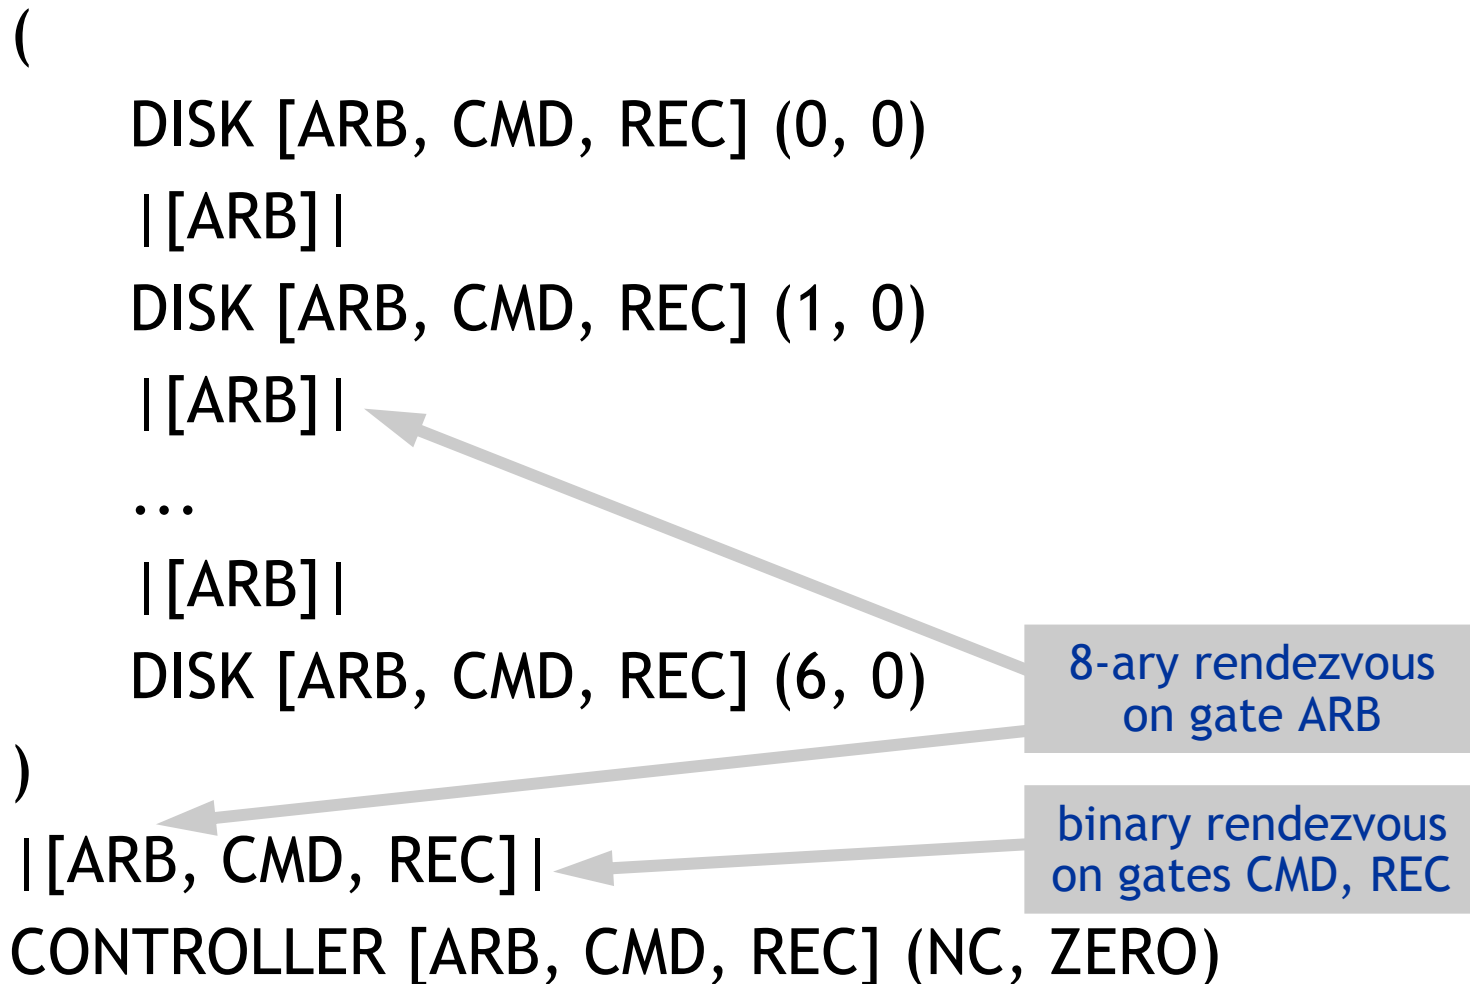 (
DISK [ARB, CMD, REC] (0, 0)
|[ARB]|
DISK [ARB, CMD, REC] (1, 0)
|[ARB]|
...
|[ARB]|
DISK [ARB, CMD, REC] (6, 0)
)
|[ARB, CMD, REC]|
CONTROLLER [ARB, CMD, REC] (NC, ZERO)
8-ary rendezvous
on gate ARB
binary rendezvous
on gates CMD, REC